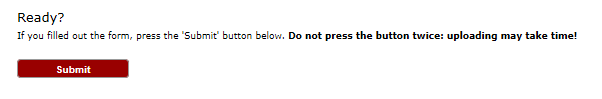 Ready?
If you filled out the form, press the 'Submit' button below. Do not press the button twice: uploading may take time!
Submit